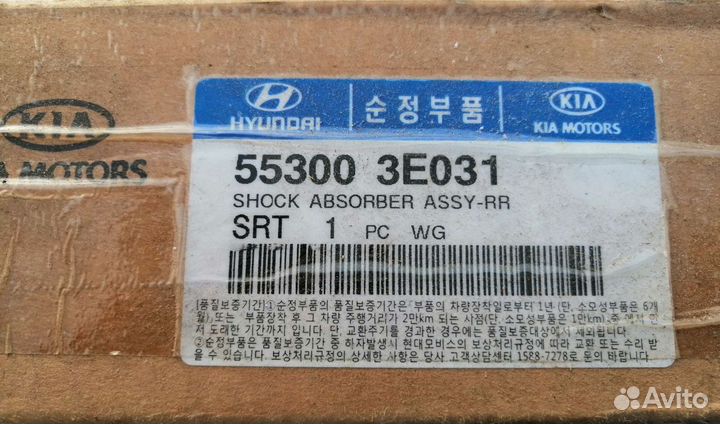 HYUNDAI 순정부품 KIA
KIA MOTORS
KIA
KIA MOTORS
55300 3E031
SHOCK ABSORBER ASSY-RR
SRT 1 PC WG
[품질보증기간]①순정부품의 품질보증기간은 "부품의 차량장착일로부터 1년(단, 소모성부품은 6개
월) 또는 "부품장착 후 그 차량 주행거리가 2만km 되는 시점(단, 소모성부품은 1만km)중 먼
저 도래한 기간까지 입니다. 단, 교환주기를 경과한 경우에는 품질보증대상에서 제외됩니다.
②순정부품은 품질보증기간 중 하자발생시 현대모비스의 보상처리규정에 따라 교환 또는 수리 받
을 수 있습니다. 보상처리규정의 상세한 사항은 당사 고객상담센터 1588-7278로 문의 바랍니다.
Avito